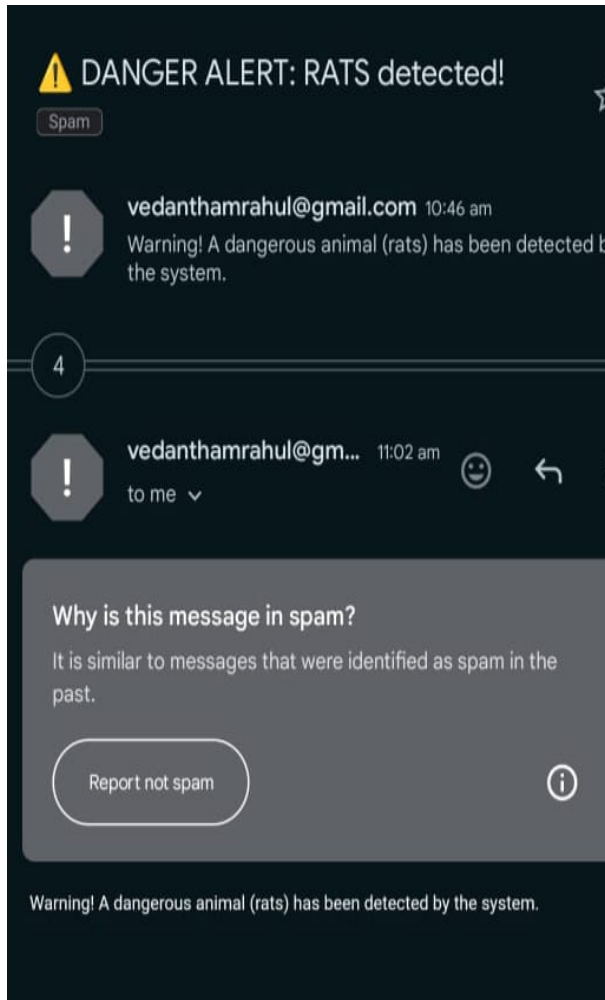 ⚠️ DANGER ALERT: RATS detected!
Spam
! vedanthamrahul@gmail.com 10:46 am
Warning! A dangerous animal (rats) has been detected
the system.
4
! vedanthamrahul@gm... 11:02 am
to me
Why is this message in spam?
It is similar to messages that were identified as spam in the
past.
Report not spam
Warning! A dangerous animal (rats) has been detected by the system.